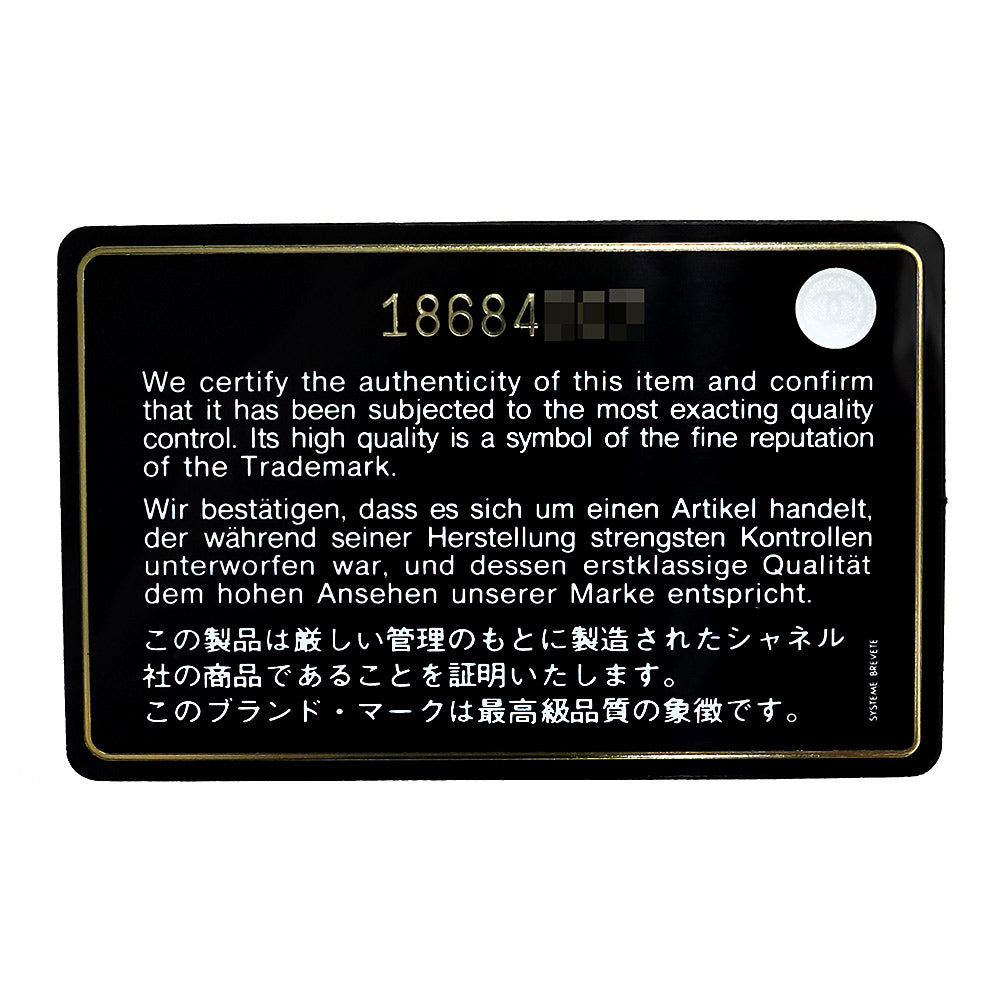 18684
We certify the authenticity of this item and confirm
that it has been subjected to the most exacting quality
control. Its high quality is a symbol of the fine reputation
of the Trademark.
Wir bestätigen, dass es sich um einen Artikel handelt,
der während seiner Herstellung strengsten Kontrollen
unterworfen war, und dessen erstklassige Qualität
dem hohen Ansehen unserer Marke entspricht.
この製品は厳しい管理のもとに製造されたシャネル
社の商品であることを証明いたします。
このブランド・マークは最高級品質の象徴です。
SYSTEME BREVETE